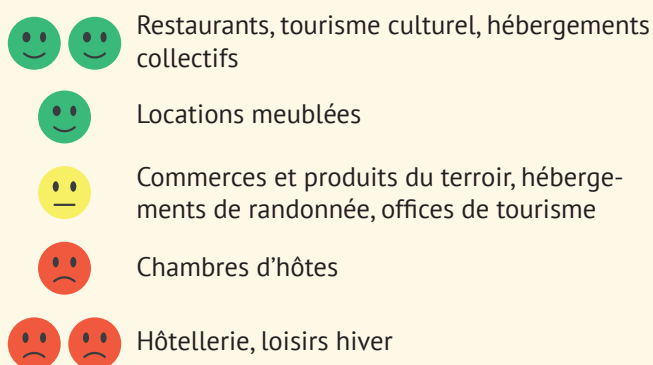 Restaurants, tourisme culturel, hébergements
collectifs
Locations meublées
Commerces et produits du terroir, héberge-
ments de randonnée, offices de tourisme
Chambres d’hôtes
Hôtellerie, loisirs hiver